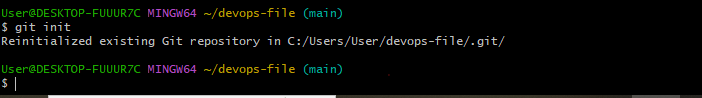 User@DESKTOP-FUUUR7C MINGW64 ~/devops-file (main)
$ git init
Reinitialized existing Git repository in C:/Users/User/devops-file/.git/
User@DESKTOP-FUUUR7C MINGW64 ~/devops-file (main)
$